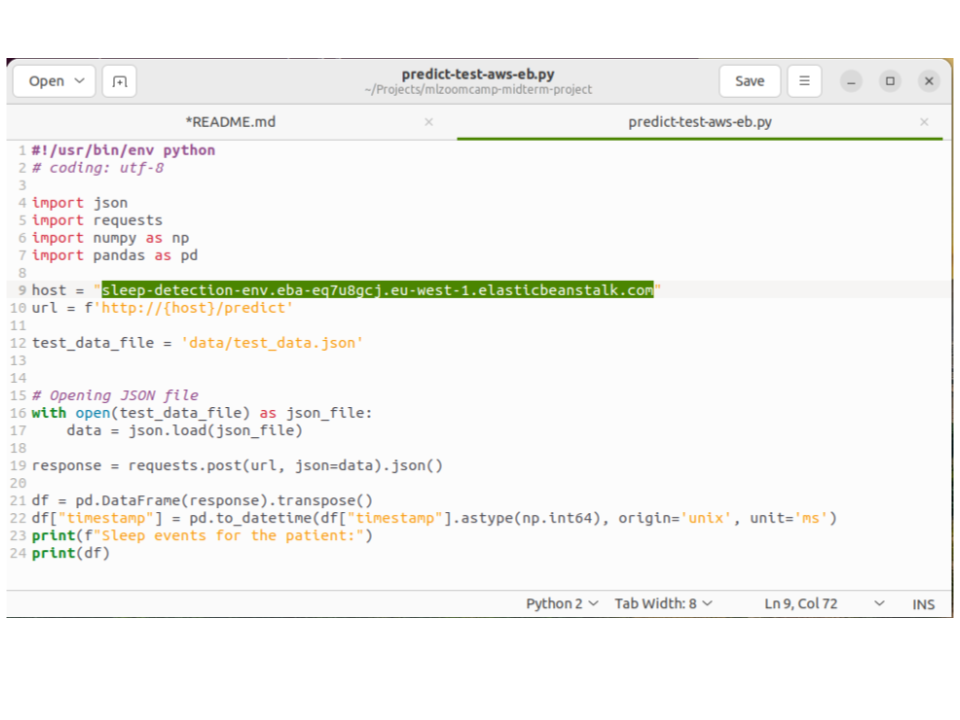 Open
predict-test-aws-eb.py
~/Projects/mlzoomcamp-midterm-project
Save
*README.md
predict-test-aws-eb.py
1 #!/usr/bin/env python
2 # coding: utf-8
3
4 import json
5 import requests
6 import numpy as np
7 import pandas as pd
8
9 host = "sleep-detection-env.eba-eq7u8gcj.eu-west-1.elasticbeanstalk.com"
10 url = f'http://{host}/predict'
11
12 test_data_file = 'data/test_data.json'
13
14
15 # Opening JSON file
16 with open(test_data_file) as json_file:
17     data = json.load(json_file)
18
19 response = requests.post(url, json=data).json()
20
21 df = pd.DataFrame(response).transpose()
22 df["timestamp"] = pd.to_datetime(df["timestamp"].astype(np.int64), origin='unix', unit='ms')
23 print(f"Sleep events for the patient:")
24 print(df)
Python 2 Tab Width: 8 Ln 9, Col 72 INS